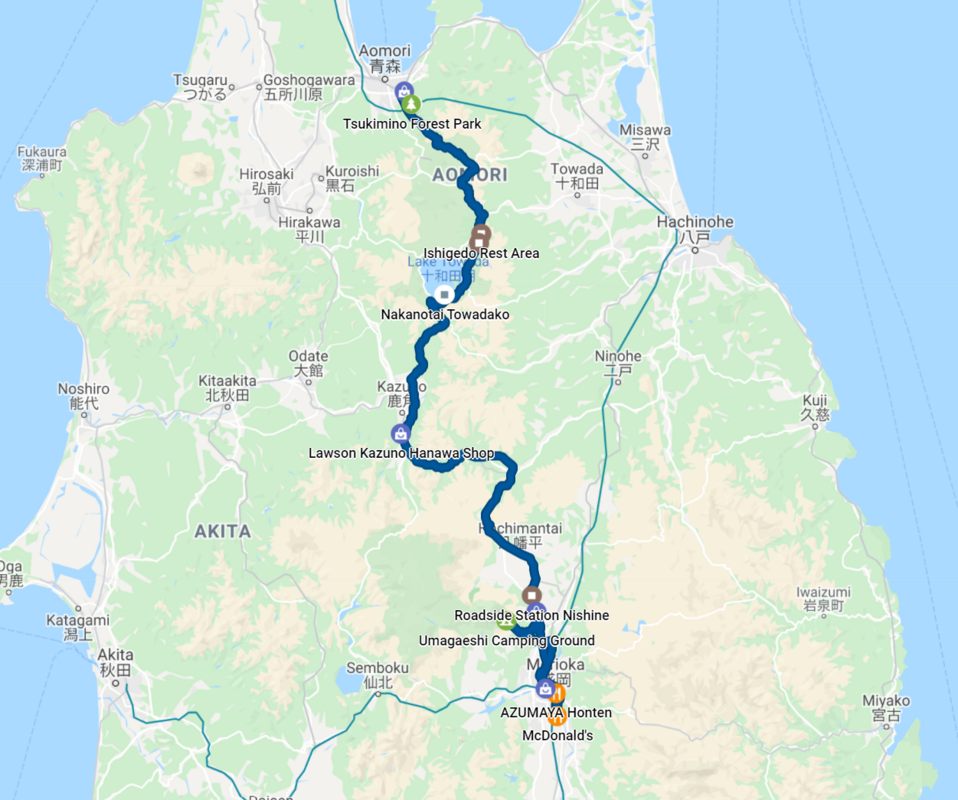 Aomori
青森
Tsugaru
つがる
Goshogawara
五所川原
Tsukimino Forest Park
Misawa
三沢
Fukaura
深浦町
Hirosaki
弘前
Kuroishi
黒石
AOMORI
Towada
十和田
Hirakawa
平川
Hachinohe
八戸
Ishigedo Rest Area
Lake Towada
十和田湖
Nakanotai Towadako
Odate
大館
Ninohe
二戸
Noshiro
能代
Kitaakita
北秋田
Kazuno
鹿角
Kuji
久慈
Lawson Kazuno Hanawa Shop
AKITA
Hachimantai
八幡平
Oga
男鹿
Iwaizumi
岩泉町
Katagami
潟上
Roadside Station Nishine
Umagaeshi Camping Ground
Akita
秋田
Semboku
仙北
Morioka
盛岡
Miyako
宮古
AZUMAYA Honten
McDonald's